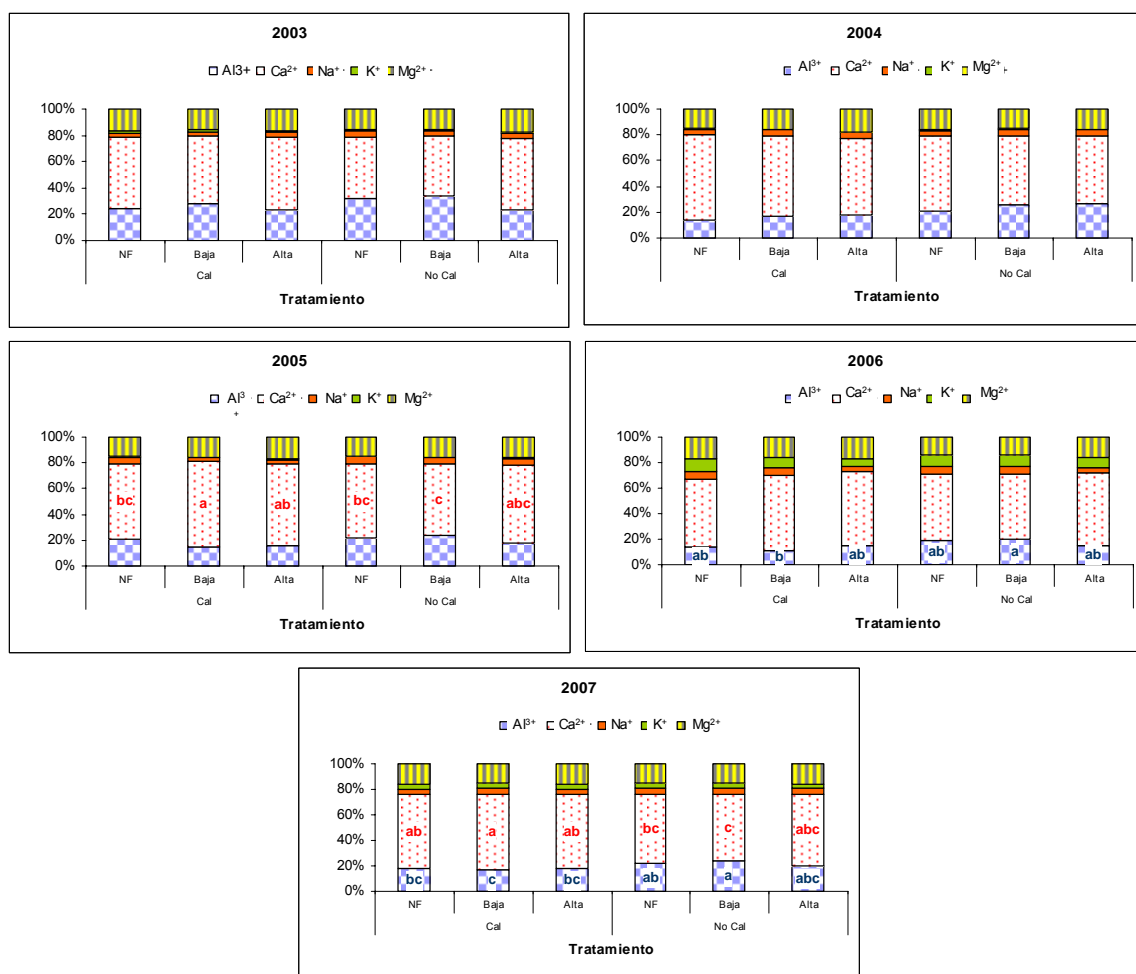 2003
Al3+ Ca²⁺ Na⁺ · K⁺ Mg²⁺ ·
100%
80%
60%
40%
20%
0%
NF Baja Alta NF Baja Alta
Cal No Cal
Tratamiento
2004
Al³⁺ Ca²⁺ Na⁺ · K⁺ Mg²⁺
100%
80%
60%
40%
20%
0%
NF Baja Alta NF Baja Alta
Cal No Cal
Tratamiento
2005
Al³ Ca²⁺ · Na⁺ K⁺ Mg²⁺
+
100%
80%
60%
40%
20%
0%
bc a ab bc c abc
NF Baja Alta NF Baja Alta
Cal No Cal
Tratamiento
2006
Al³⁺ Ca²⁺ · Na⁺ K⁺ Mg²⁺
100%
80%
60%
40%
20%
0%
ab b ab ab a ab
NF Baja Alta NF Baja Alta
Cal No Cal
Tratamiento
2007
Al³⁺ Ca²⁺ · Na⁺ K⁺ Mg²⁺
100%
80%
60%
40%
20%
0%
ab a ab bc c abc
bc c bc ab a abc
NF Baja Alta NF Baja Alta
Cal No Cal
Tratamiento